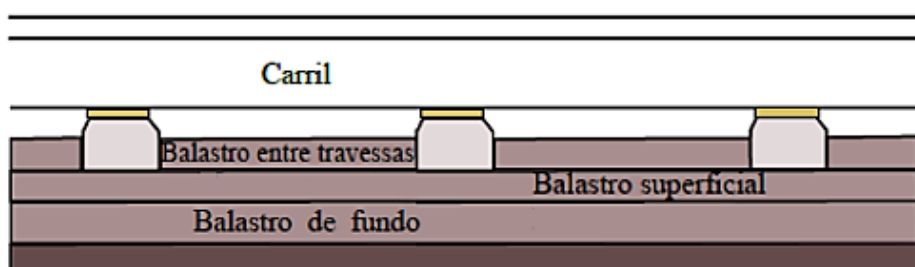 Carril
Balastro entre travessas
Balastro superficial
Balastro de fundo